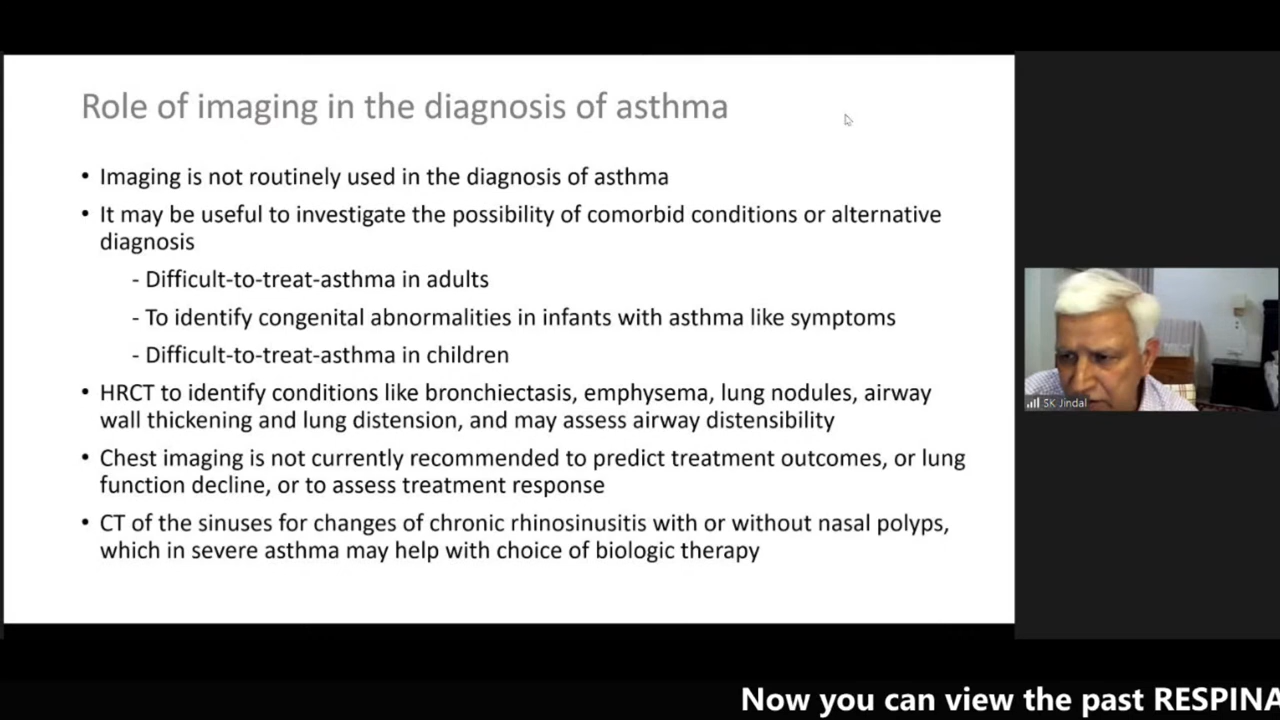 Role of imaging in the diagnosis of asthma
• Imaging is not routinely used in the diagnosis of asthma
• It may be useful to investigate the possibility of comorbid conditions or alternative
diagnosis
- Difficult-to-treat-asthma in adults
- To identify congenital abnormalities in infants with asthma like symptoms
- Difficult-to-treat-asthma in children
• HRCT to identify conditions like bronchiectasis, emphysema, lung nodules, airway
wall thickening and lung distension, and may assess airway distensibility
• Chest imaging is not currently recommended to predict treatment outcomes, or lung
function decline, or to assess treatment response
• CT of the sinuses for changes of chronic rhinosinusitis with or without nasal polyps,
which in severe asthma may help with choice of biologic therapy
SK Jindal
Now you can view the past RESPINA